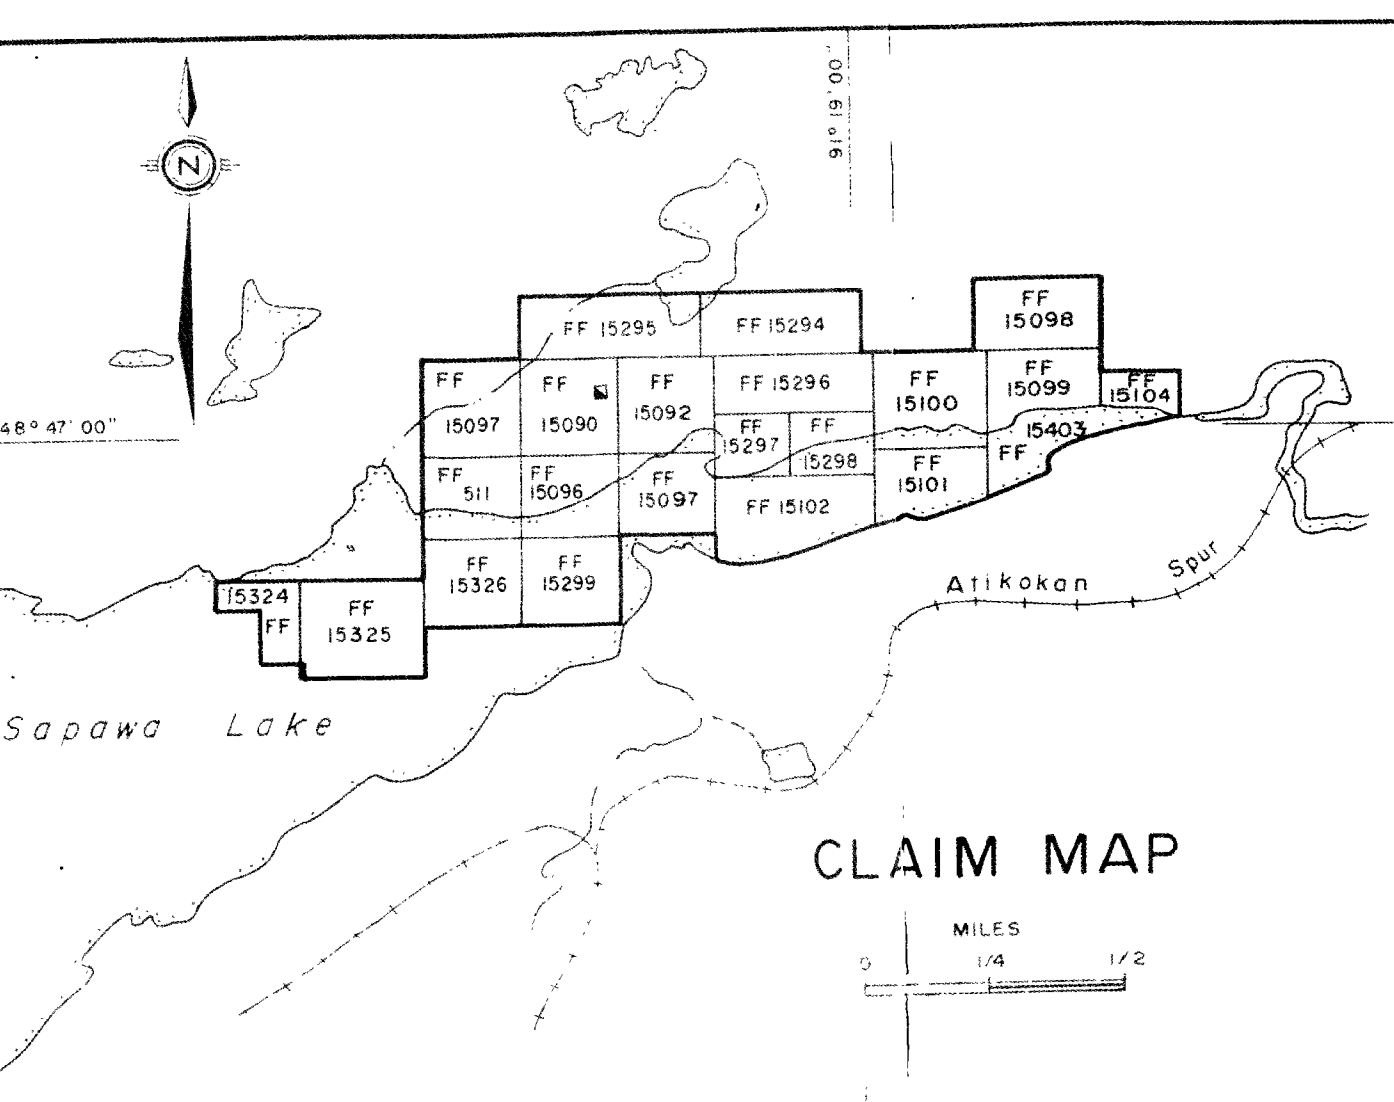 91° 19' 00"
N
FF
15098
FF 15295
FF 15294
FF
15104
FF
15097
FF
15090
FF
15092
FF 15296
FF
15100
FF
15099
48° 47' 00"
FF
15297
FF
15298
15403
FF
FF
511
FF
15096
FF
15097
FF 15102
FF
15101
FF
15326
FF
15299
15324
FF
FF
15325
Atikokan Spur
Sapawa Lake
CLAIM MAP
MILES
0 1/4 1/2